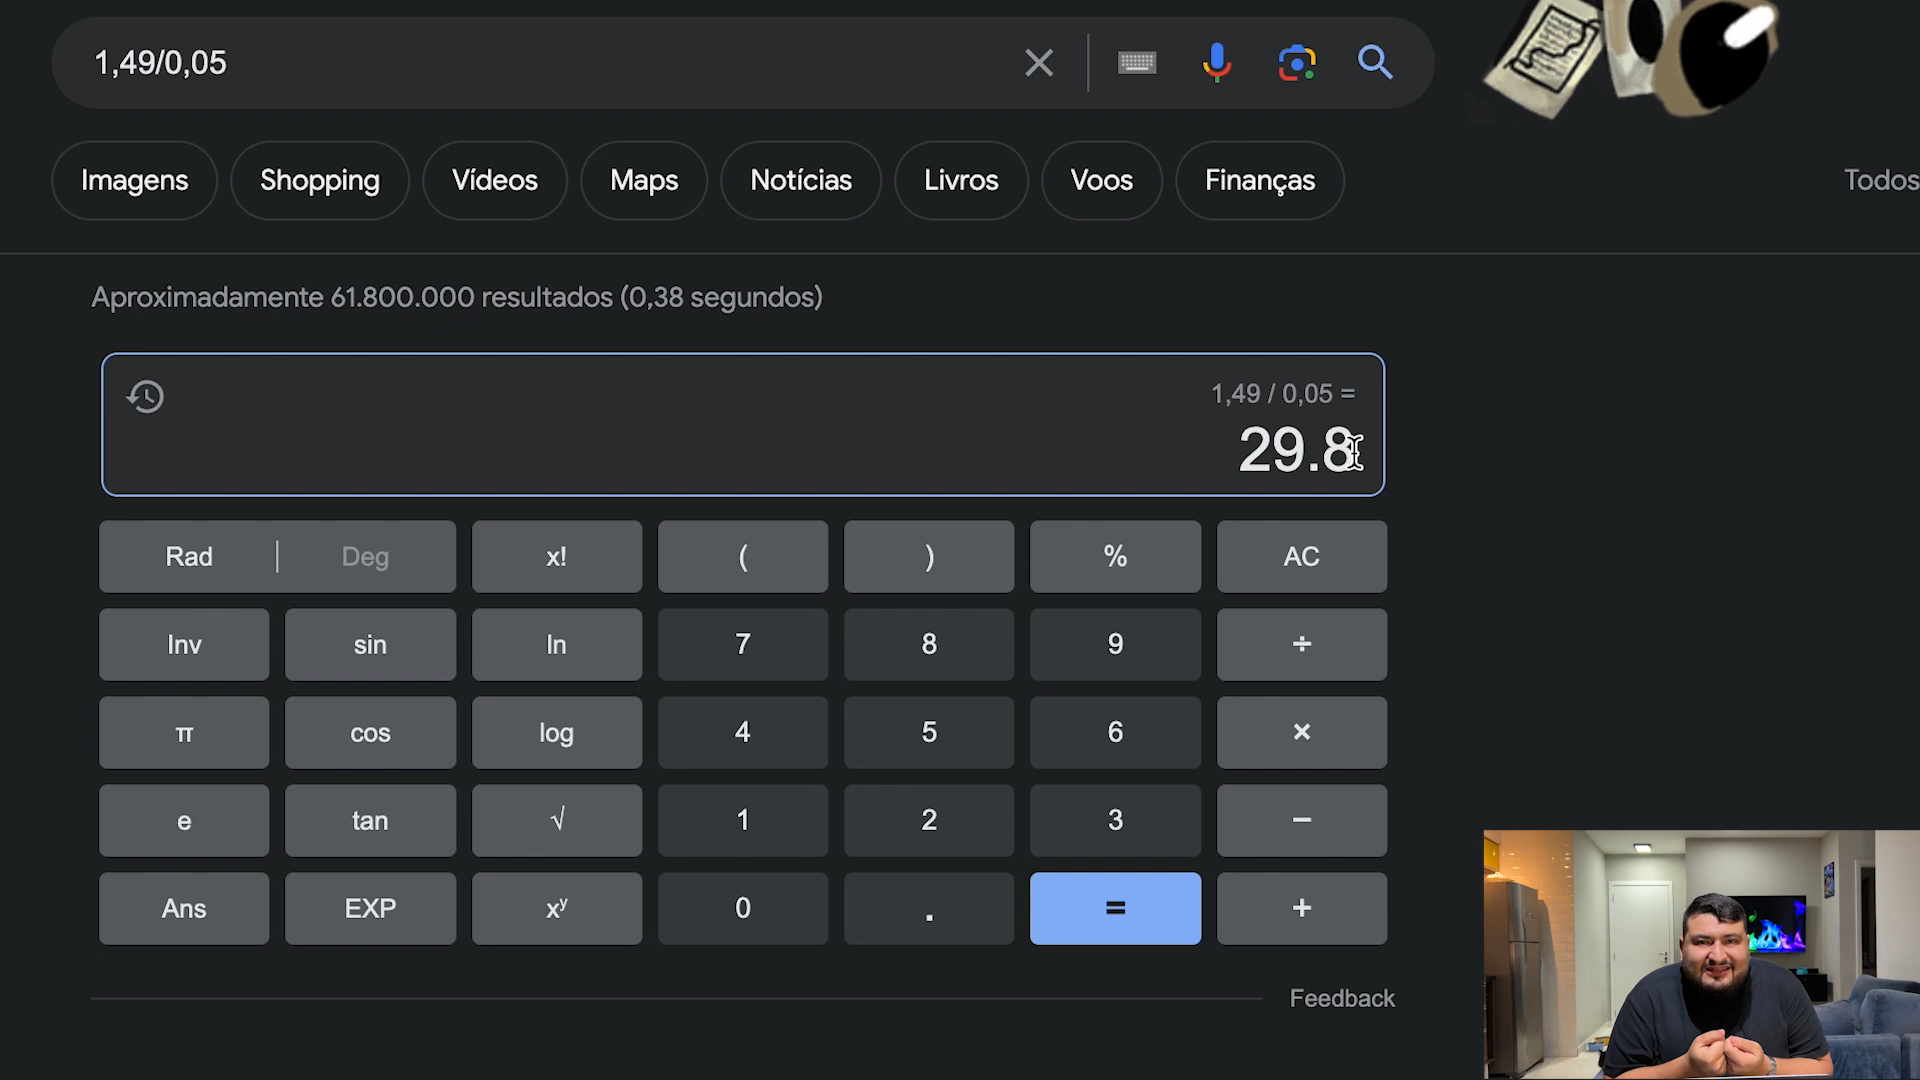 1,49/0,05
Imagens Shopping Vídeos Maps Notícias Livros Voos Finanças Todos
Aproximadamente 61.800.000 resultados (0,38 segundos)
1,49 / 0,05 =
29.8
Rad | Deg x! ( ) % AC
Inv sin ln 7 8 9 ÷
π cos log 4 5 6 ×
e tan √ 1 2 3 −
Ans EXP xʸ 0 . = +
Feedback